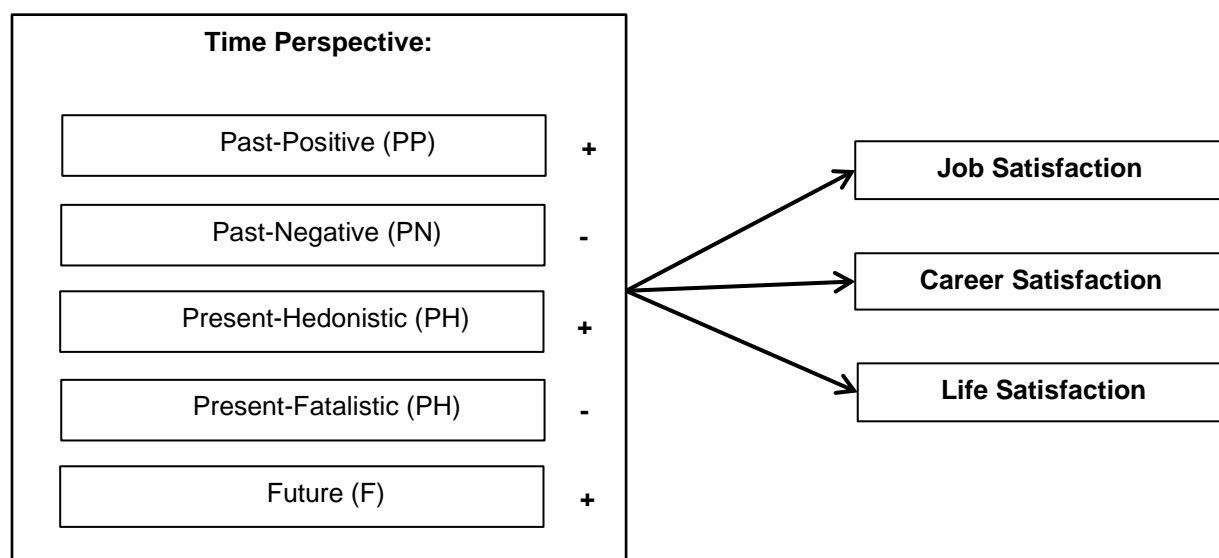 Time Perspective:
Past-Positive (PP)
+
Past-Negative (PN)
-
Present-Hedonistic (PH)
+
Present-Fatalistic (PH)
-
Future (F)
+
Job Satisfaction
Career Satisfaction
Life Satisfaction